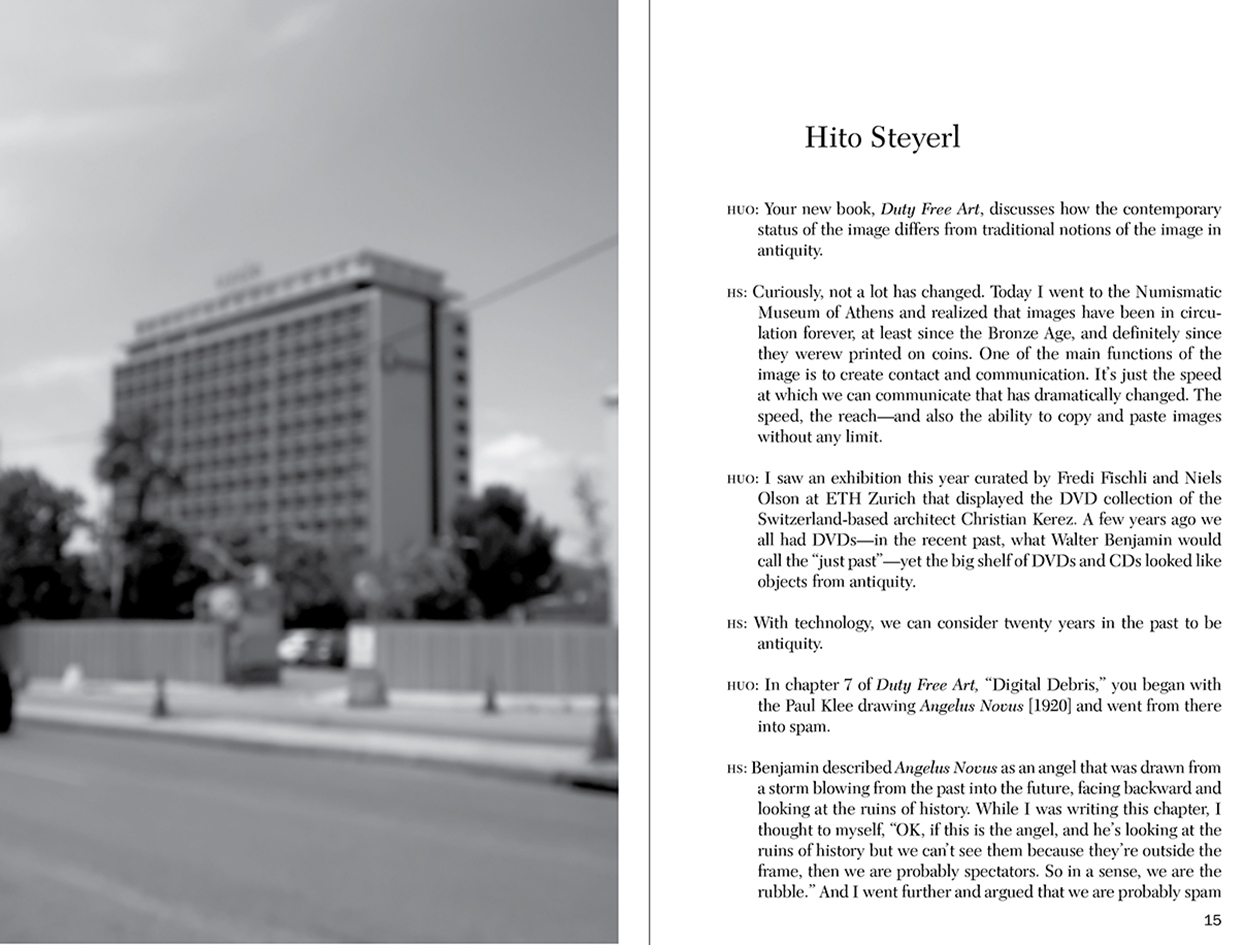 Hito Steyerl
HUO: Your new book, Duty Free Art, discusses how the contemporary
status of the image differs from traditional notions of the image in
antiquity.
HS: Curiously, not a lot has changed. Today I went to the Numismatic
Museum of Athens and realized that images have been in circu-
lation forever, at least since the Bronze Age, and definitely since
they werew printed on coins. One of the main functions of the
image is to create contact and communication. It’s just the speed
at which we can communicate that has dramatically changed. The
speed, the reach—and also the ability to copy and paste images
without any limit.
HUO: I saw an exhibition this year curated by Fredi Fischli and Niels
Olson at ETH Zurich that displayed the DVD collection of the
Switzerland-based architect Christian Kerez. A few years ago we
all had DVDs—in the recent past, what Walter Benjamin would
call the “just past”—yet the big shelf of DVDs and CDs looked like
objects from antiquity.
HS: With technology, we can consider twenty years in the past to be
antiquity.
HUO: In chapter 7 of Duty Free Art, “Digital Debris,” you began with
the Paul Klee drawing Angelus Novus [1920] and went from there
into spam.
HS: Benjamin described Angelus Novus as an angel that was drawn from
a storm blowing from the past into the future, facing backward and
looking at the ruins of history. While I was writing this chapter, I
thought to myself, “OK, if this is the angel, and he’s looking at the
ruins of history but we can’t see them because they’re outside the
frame, then we are probably spectators. So in a sense, we are the
rubble.” And I went further and argued that we are probably spam
15